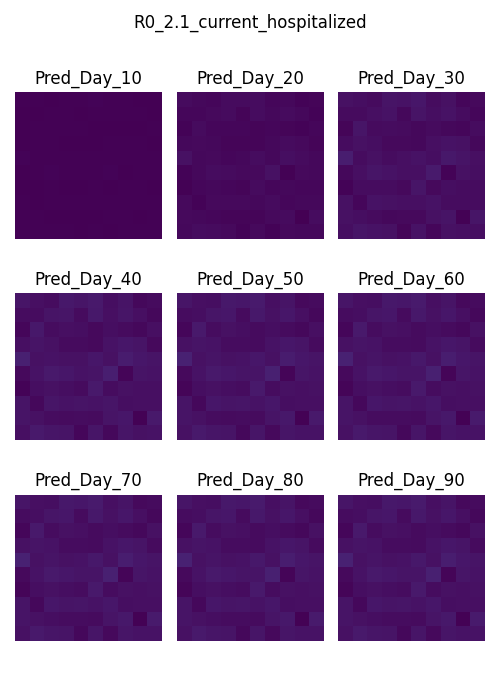 R0_2.1_current_hospitalized
Pred_Day_10 Pred_Day_20 Pred_Day_30
Pred_Day_40 Pred_Day_50 Pred_Day_60
Pred_Day_70 Pred_Day_80 Pred_Day_90